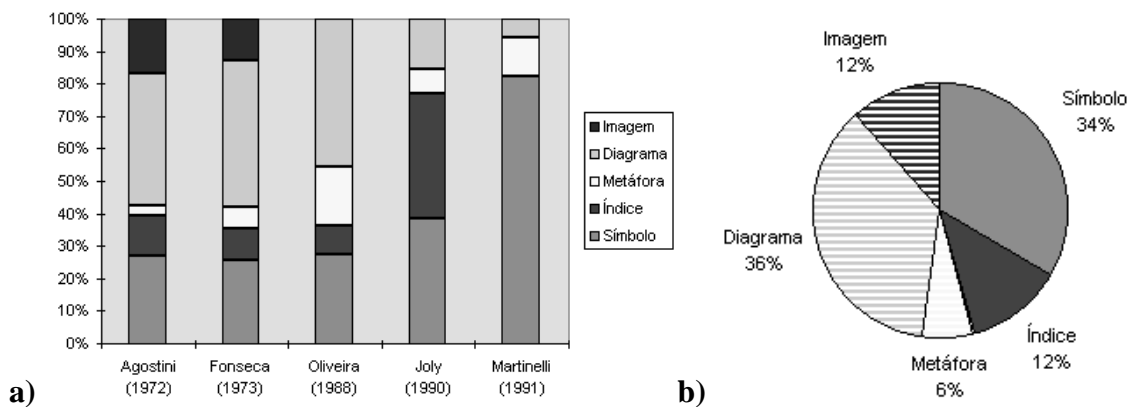 100%
90%
80%
70%
60%
50%
40%
30%
20%
10%
0%
Agostini
(1972)
Fonseca
(1973)
Oliveira
(1988)
Joly
(1990)
Martinelli
(1991)
Imagem
Diagrama
Metáfora
Índice
Símbolo
a)
Imagem
12%
Símbolo
34%
Diagrama
36%
Índice
12%
Metáfora
6%
b)